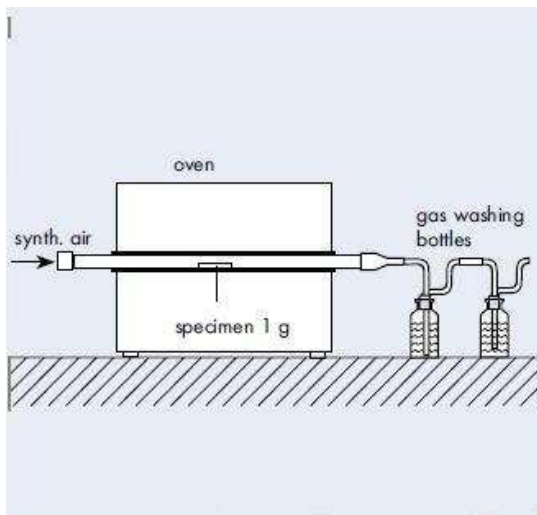 oven
gas washing
bottles
synth. air
specimen 1 g